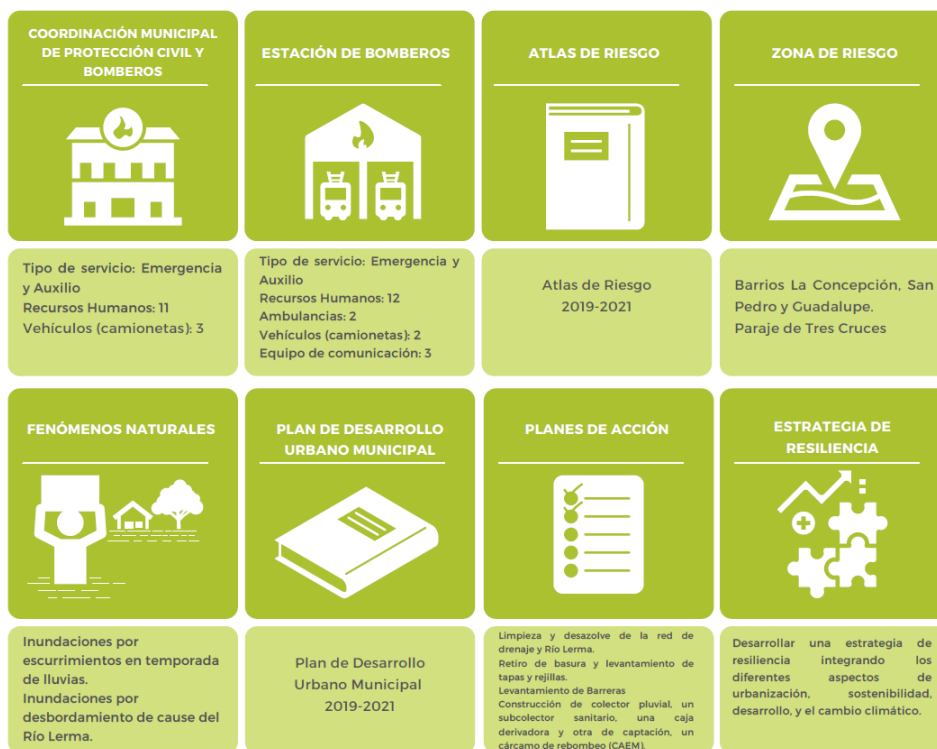 COORDINACIÓN MUNICIPAL
DE PROTECCIÓN CIVIL Y
BOMBEROS
Tipo de servicio: Emergencia
y Auxilio
Recursos Humanos: 11
Vehículos (camionetas): 3
ESTACIÓN DE BOMBEROS
Tipo de servicio: Emergencia y
Auxilio
Recursos Humanos: 12
Ambulancias: 2
Vehículos (camionetas): 2
Equipo de comunicación: 3
ATLAS DE RIESGO
Atlas de Riesgo
2019-2021
ZONA DE RIESGO
Barrios La Concepción, San
Pedro y Guadalupe.
Paraje de Tres Cruces
FENÓMENOS NATURALES
Inundaciones por
escurrimientos en temporada
de lluvias.
Inundaciones por
desbordamiento de cause del
Río Lerma.
PLAN DE DESARROLLO
URBANO MUNICIPAL
Plan de Desarrollo
Urbano Municipal
2019-2021
PLANES DE ACCIÓN
Limpieza y desazolve de la red de
drenaje y Río Lerma.
Retiro de basura y levantamiento de
tapas y rejillas.
Levantamiento de Barreras
Construcción de colector pluvial, un
subcolector sanitario, una caja
derivadora y otra de captación, un
cárcamo de rebombeo (CAEM).
ESTRATEGIA DE
RESILIENCIA
Desarrollar una estrategia de
resiliencia integrando los
diferentes aspectos de
urbanización, sostenibilidad,
desarrollo, y el cambio climático.